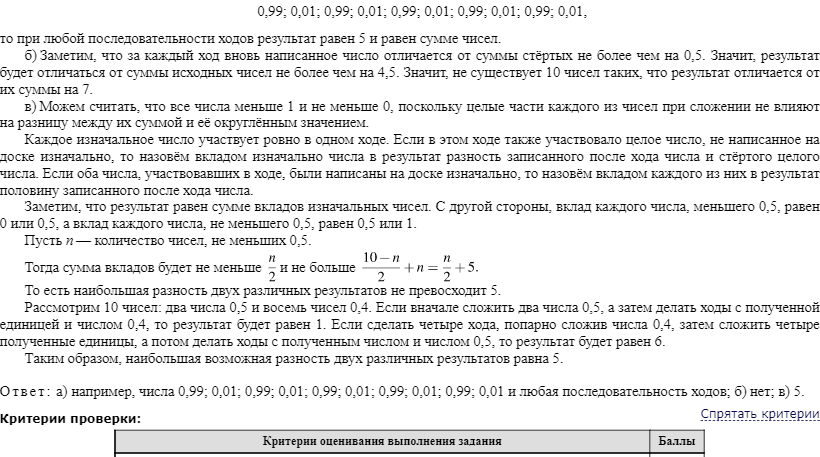 0,99; 0,01; 0,99; 0,01; 0,99; 0,01; 0,99; 0,01; 0,99; 0,01,
то при любой последовательности ходов результат равен 5 и равен сумме чисел.
б) Заметим, что за каждый ход вновь написанное число отличается от суммы стёртых не более чем на 0,5. Значит, результат
будет отличаться от суммы исходных чисел не более чем на 4,5. Значит, не существует 10 чисел таких, что результат отличается от
их суммы на 7.
в) Можем считать, что все числа меньше 1 и не меньше 0, поскольку целые части каждого из чисел при сложении не влияют
на разницу между их суммой и её округлённым значением.
Каждое изначальное число участвует ровно в одном ходе. Если в этом ходе также участвовало целое число, не написанное на
доске изначально, то назовём вкладом изначально числа в результат разность записанного после хода числа и стёртого целого
числа. Если оба числа, участвовавших в ходе, были написаны на доске изначально, то назовём вкладом каждого из них в результат
половину записанного после хода числа.
Заметим, что результат равен сумме вкладов изначальных чисел. С другой стороны, вклад каждого числа, меньшего 0,5, равен
0 или 0,5, а вклад каждого числа, не меньшего 0,5, равен 0,5 или 1.
Пусть n — количество чисел, не меньших 0,5.
Тогда сумма вкладов будет не меньше n/2 и не больше (10 − n)/2 + n = n/2 + 5.
То есть наибольшая разность двух различных результатов не превосходит 5.
Рассмотрим 10 чисел: два числа 0,5 и восемь чисел 0,4. Если вначале сложить два числа 0,5, а затем делать ходы с полученной
единицей и числом 0,4, то результат будет равен 1. Если сделать четыре хода, попарно сложив числа 0,4, затем сложить четыре
полученные единицы, а потом делать ходы с полученным числом и числом 0,5, то результат будет равен 6.
Таким образом, наибольшая возможная разность двух различных результатов равна 5.
Ответ: а) например, числа 0,99; 0,01; 0,99; 0,01; 0,99; 0,01; 0,99; 0,01; 0,99; 0,01 и любая последовательность ходов; б) нет; в) 5.
Критерии проверки:
Спрятать критерии
Критерии оценивания выполнения задания Баллы